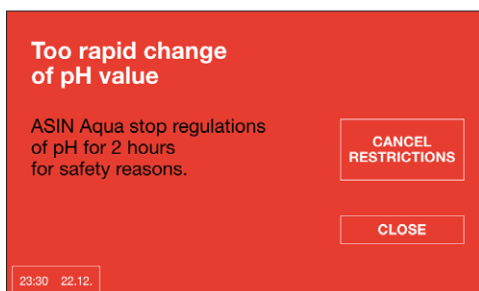 Too rapid change
of pH value
ASIN Aqua stop regulations
of pH for 2 hours
for safety reasons.
CANCEL
RESTRICTIONS
CLOSE
23:30 22.12.